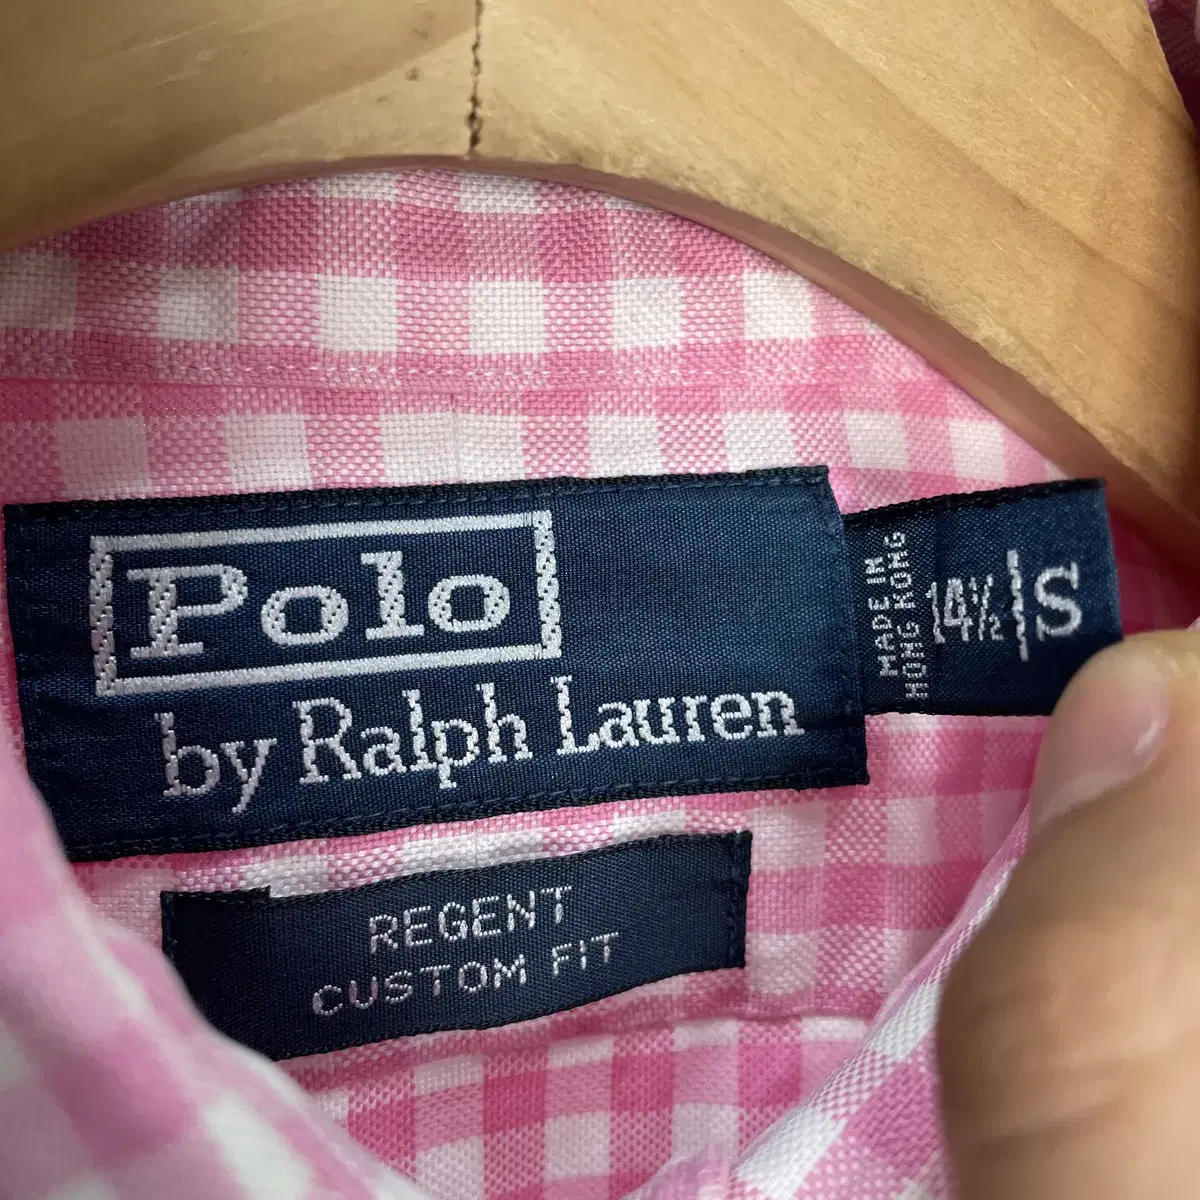 Polo
by Ralph Lauren
MADE IN
HONG KONG
14½ S
REGENT
CUSTOM FIT